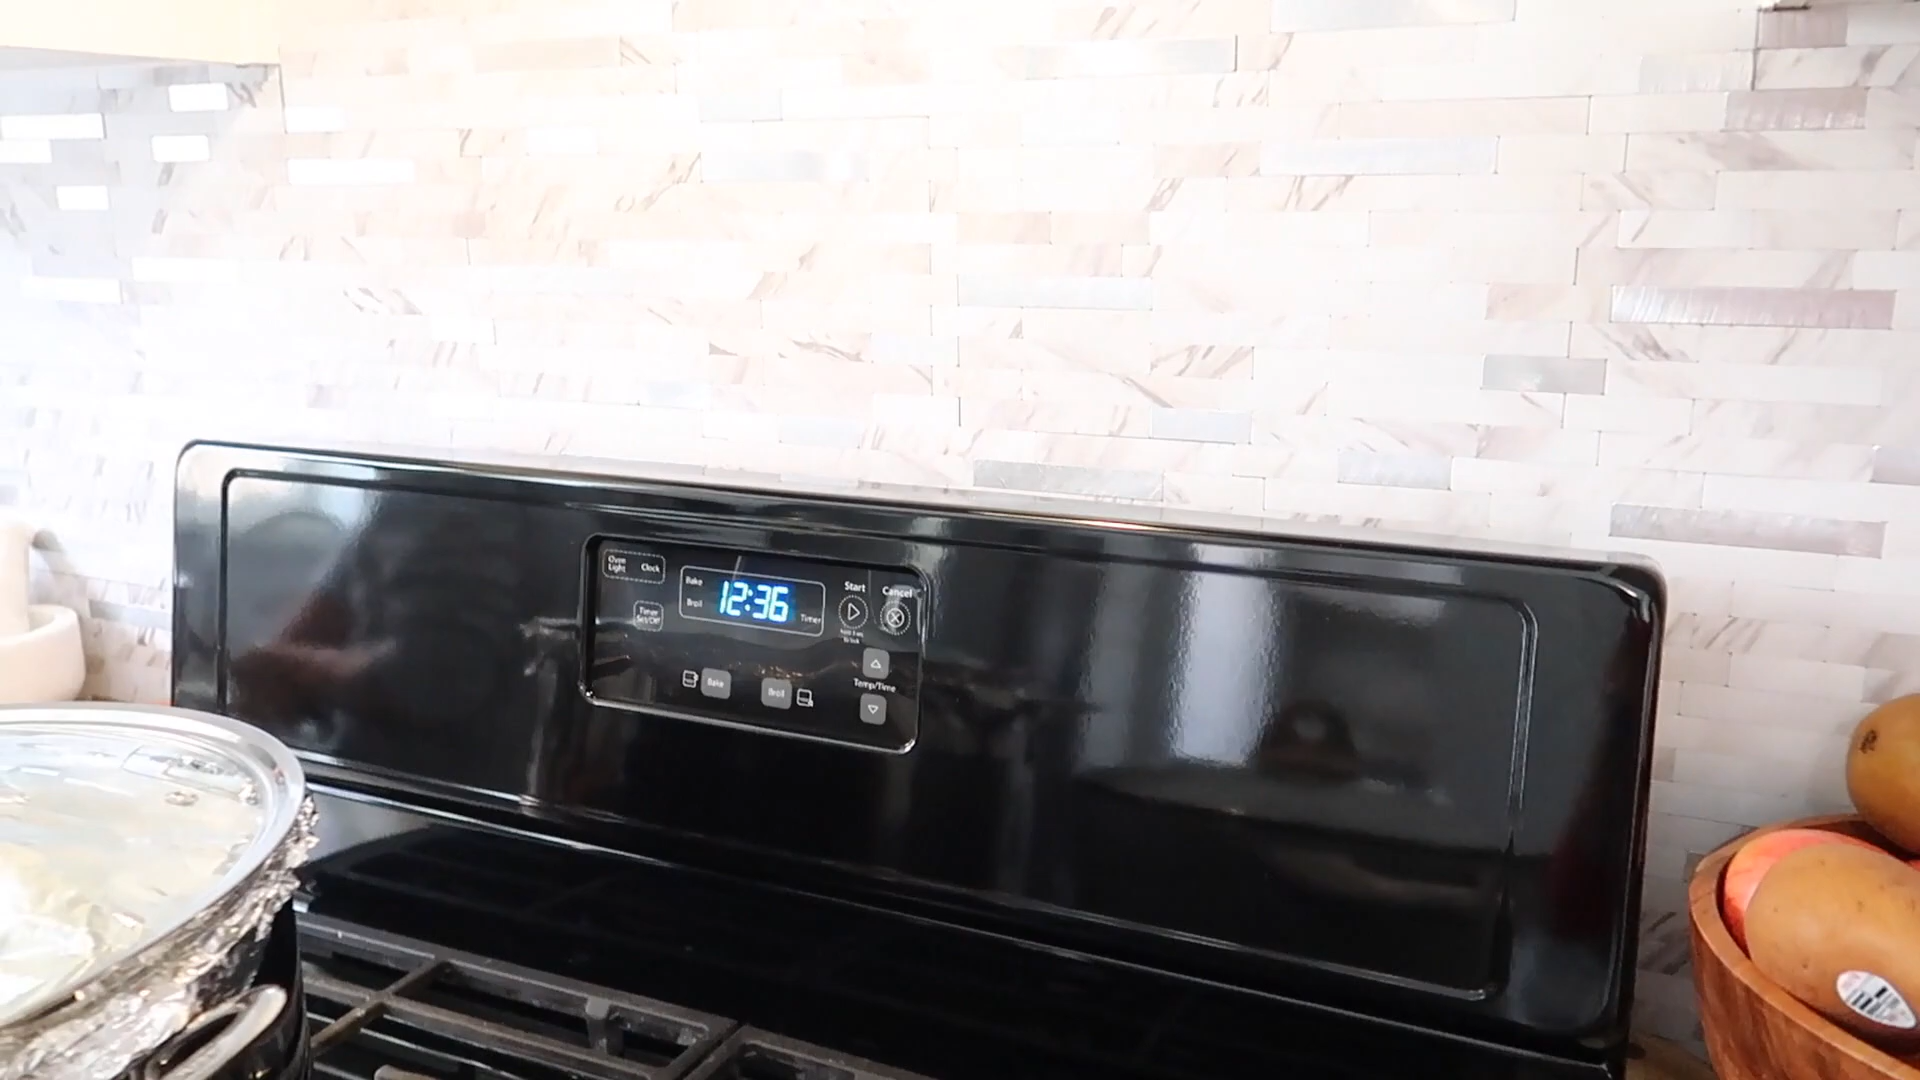 Oven
Light
Clock
Timer
Set/Off
Bake
Broil
12:36
Timer
Start
Cancel
Bake
Broil
Temp/Time